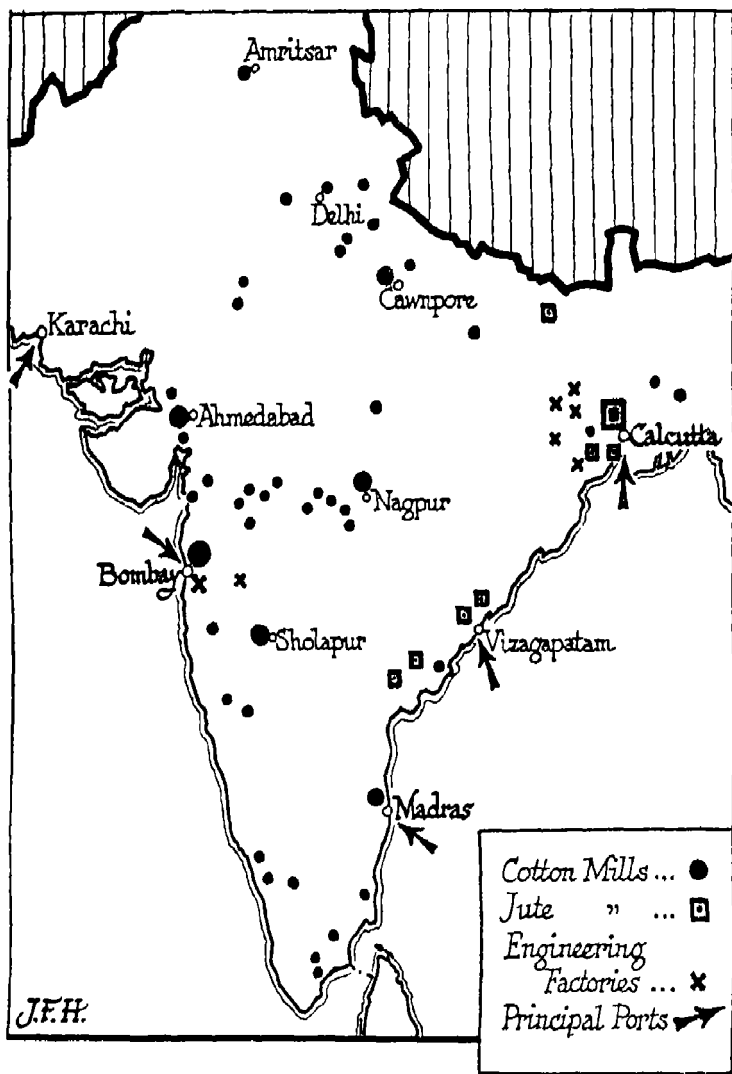 Amritsar
Delhi
Cawnpore
Karachi
Ahmedabad
Calcutta
Nagpur
Bombay
Sholapur
Vizagapatam
Madras
Cotton Mills ...
Jute " ...
Engineering
Factories ...
Principal Ports
J.F.H.